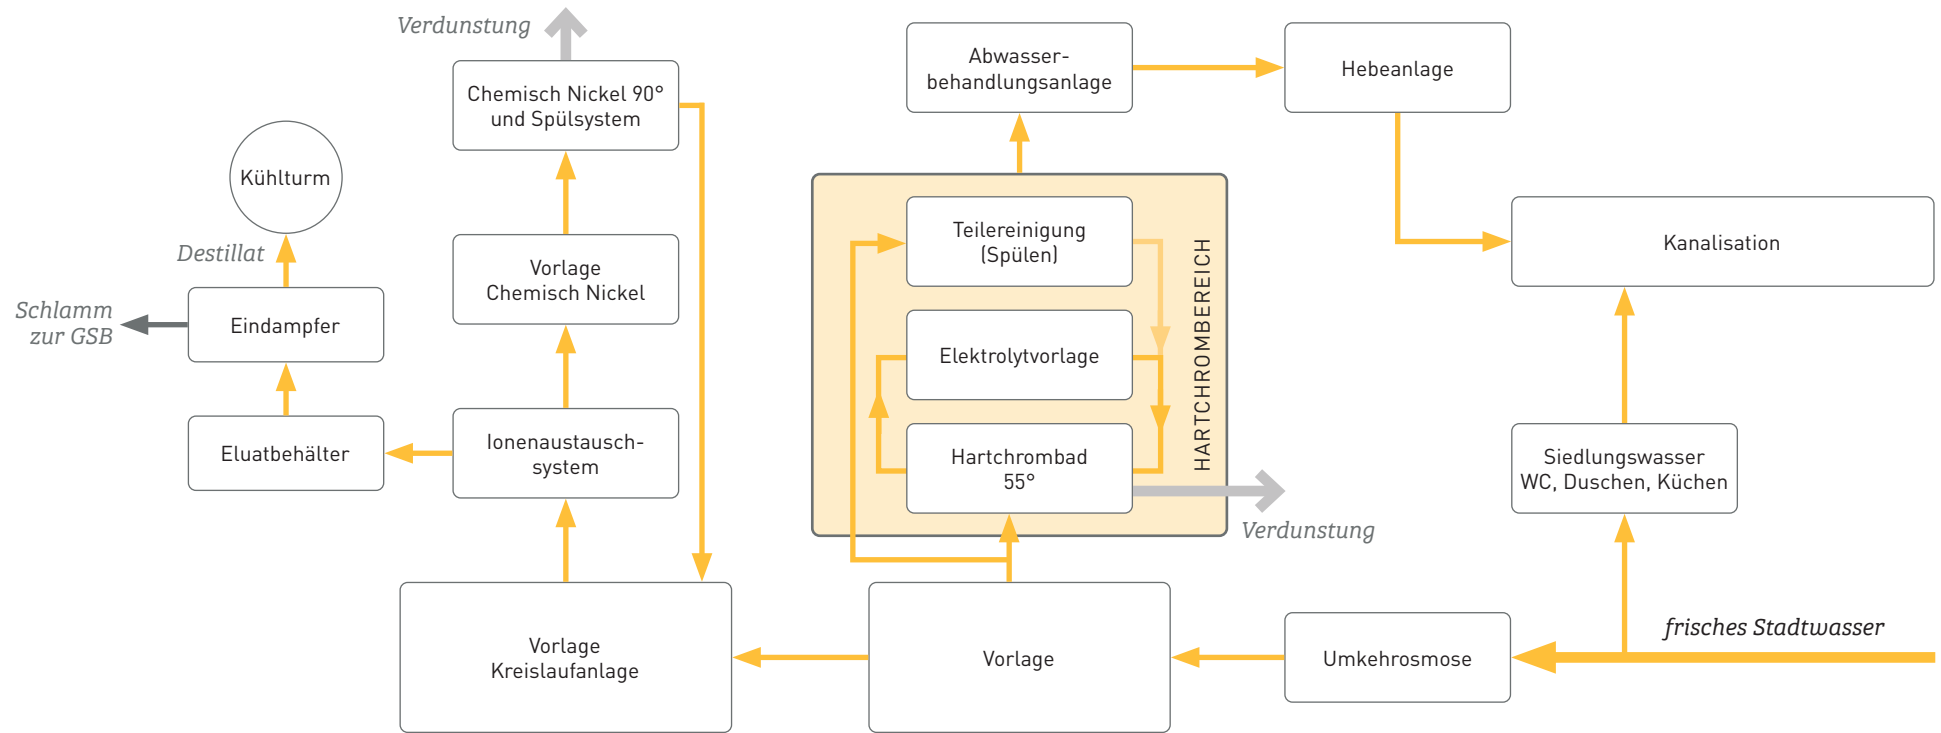 Verdunstung
Chemisch Nickel 90°
und Spülsystem
Kühlturm
Destillat
Schlamm
zur GSB
Eindampfer
Eluatbehälter
Vorlage
Chemisch Nickel
Ionenaustausch-
system
Vorlage
Kreislaufanlage
Abwasser-
behandlungsanlage
Hebeanlage
Teilereinigung
(Spülen)
Elektrolytvorlage
Hartchrombad
55°
HARTCHROMBEREICH
Verdunstung
Vorlage
Kanalisation
Siedlungswasser
WC, Duschen, Küchen
frisches Stadtwasser
Umkehrosmose